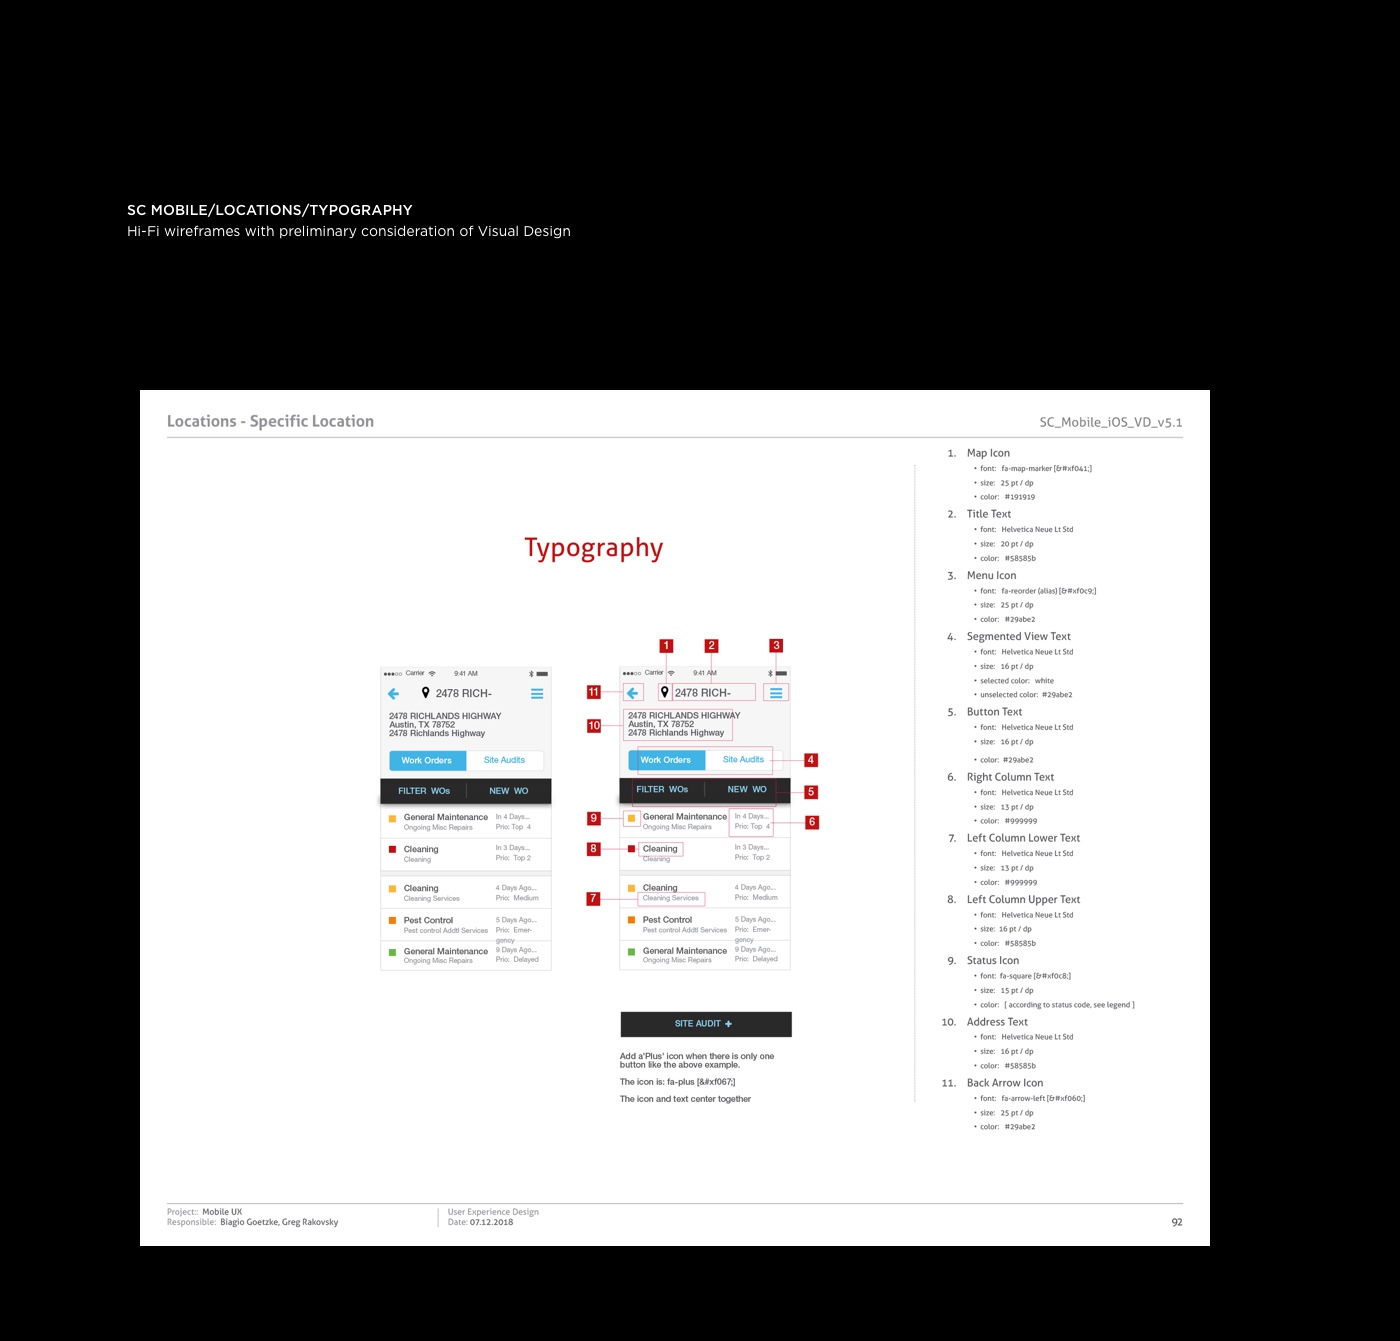 SC MOBILE/LOCATIONS/TYPOGRAPHY
Hi-Fi wireframes with preliminary consideration of Visual Design
Locations - Specific Location
SC_Mobile_iOS_VD_v5.1
Typography
Carrier 9:41 AM
2478 RICH-
2478 RICHLANDS HIGHWAY
Austin, TX 78752
2478 Richlands Highway
Work Orders Site Audits
FILTER WOs NEW WO
General Maintenance In 4 Days...
Ongoing Misc Repairs Prio: Top 4
Cleaning In 3 Days...
Cleaning Prio: Top 2
Cleaning 4 Days Ago...
Cleaning Services Prio: Medium
Pest Control 5 Days Ago...
Pest control Addtl Services Prio: Emer-
gency
General Maintenance 9 Days Ago...
Ongoing Misc Repairs Prio: Delayed
1 2 3
Carrier 9:41 AM
11 2478 RICH-
2478 RICHLANDS HIGHWAY
10 Austin, TX 78752
2478 Richlands Highway
Work Orders Site Audits 4
FILTER WOs NEW WO 5
9 General Maintenance In 4 Days...
Ongoing Misc Repairs Prio: Top 4 6
8 Cleaning In 3 Days...
Cleaning Prio: Top 2
Cleaning 4 Days Ago...
7 Cleaning Services Prio: Medium
Pest Control 5 Days Ago...
Pest control Addtl Services Prio: Emer-
gency
General Maintenance 9 Days Ago...
Ongoing Misc Repairs Prio: Delayed
SITE AUDIT +
Add a'Plus' icon when there is only one
button like the above example.
The icon is: fa-plus [&#xf067;]
The icon and text center together
1. Map Icon
• font: fa-map-marker [&#xf041;]
• size: 25 pt / dp
• color: #191919
2. Title Text
• font: Helvetica Neue Lt Std
• size: 20 pt / dp
• color: #58585b
3. Menu Icon
• font: fa-reorder (alias) [&#xf0c9;]
• size: 25 pt / dp
• color: #29abe2
4. Segmented View Text
• font: Helvetica Neue Lt Std
• size: 16 pt / dp
• selected color: white
• unselected color: #29abe2
5. Button Text
• font: Helvetica Neue Lt Std
• size: 16 pt / dp
• color: #29abe2
6. Right Column Text
• font: Helvetica Neue Lt Std
• size: 13 pt / dp
• color: #999999
7. Left Column Lower Text
• font: Helvetica Neue Lt Std
• size: 13 pt / dp
• color: #999999
8. Left Column Upper Text
• font: Helvetica Neue Lt Std
• size: 16 pt / dp
• color: #58585b
9. Status Icon
• font: fa-square [&#xf0c8;]
• size: 15 pt / dp
• color: [ according to status code, see legend ]
10. Address Text
• font: Helvetica Neue Lt Std
• size: 16 pt / dp
• color: #58585b
11. Back Arrow Icon
• font: fa-arrow-left [&#xf060;]
• size: 25 pt / dp
• color: #29abe2
Project:: Mobile UX
Responsible: Biagio Goetzke, Greg Rakovsky
User Experience Design
Date: 07.12.2018
92